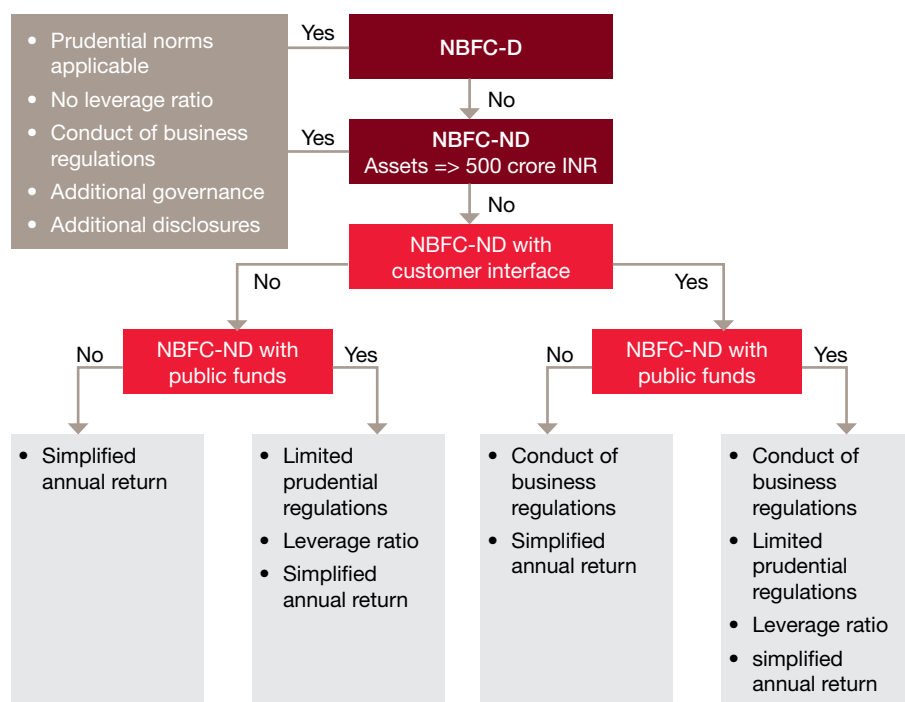 • Prudential norms
applicable
• No leverage ratio
• Conduct of business
regulations
• Additional governance
• Additional disclosures
Yes
NBFC-D
No
Yes
NBFC-ND
Assets => 500 crore INR
No
NBFC-ND with
customer interface
No
Yes
No
NBFC-ND with
public funds
Yes
No
NBFC-ND with
public funds
Yes
• Simplified
annual return
• Limited
prudential
regulations
• Leverage ratio
• Simplified
annual return
• Conduct of
business
regulations
• Simplified
annual return
• Conduct of
business
regulations
• Limited
prudential
regulations
• Leverage ratio
• simplified
annual return